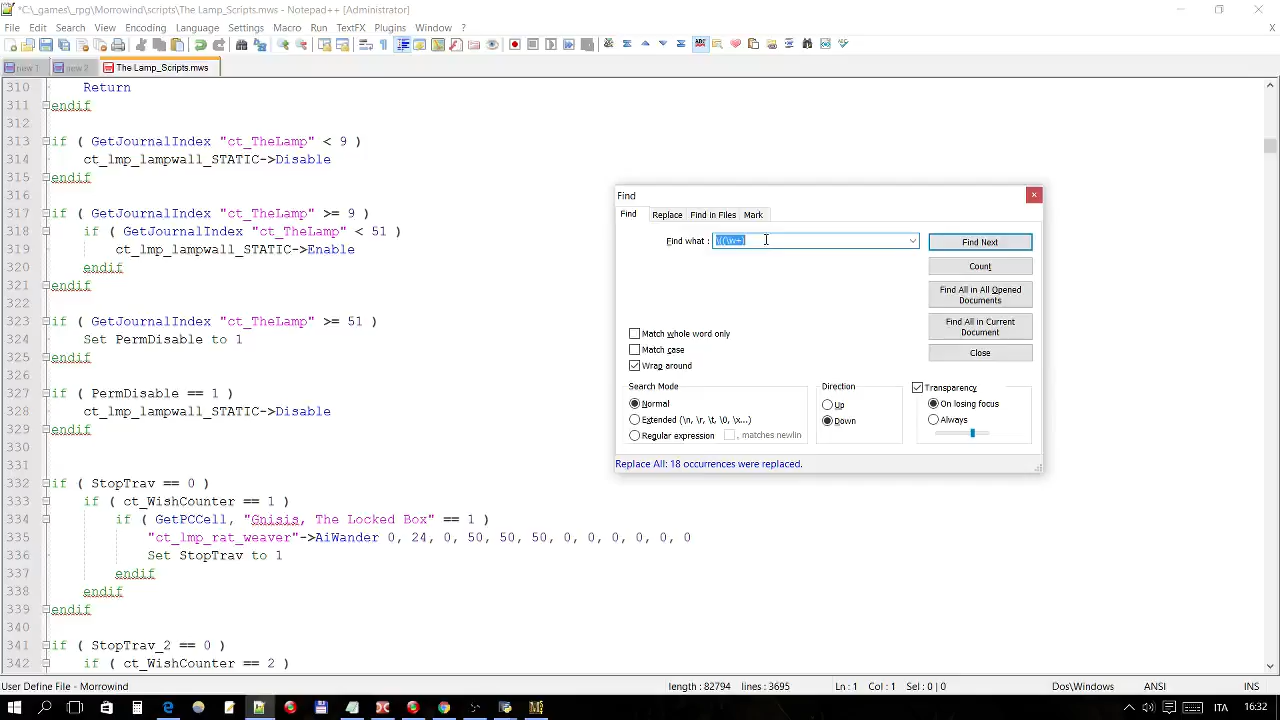 *C:\_games\_rpg\Morrowind\scripts\The Lamp_Scripts.mws - Notepad++ [Administrator]
File Edit Search View Encoding Language Settings Macro Run TextFX Plugins Window ?
X
new 1 new 2 The Lamp_Scripts.mws
310 Return
311 endif
312
313 if ( GetJournalIndex "ct_TheLamp" < 9 )
314 ct_lmp_lampwall_STATIC->Disable
315 endif
316
317 if ( GetJournalIndex "ct_TheLamp" >= 9 )
318 if ( GetJournalIndex "ct_TheLamp" < 51 )
319 ct_lmp_lampwall_STATIC->Enable
320 endif
321 endif
322
323 if ( GetJournalIndex "ct_TheLamp" >= 51 )
324 Set PermDisable to 1
325 endif
326
327 if ( PermDisable == 1 )
328 ct_lmp_lampwall_STATIC->Disable
329 endif
330
331
332 if ( StopTrav == 0 )
333 if ( ct_WishCounter == 1 )
334 if ( GetPCCell, "Gnisis, The Locked Box" == 1 )
335 "ct_lmp_rat_weaver"->AiWander 0, 24, 0, 50, 50, 50, 0, 0, 0, 0, 0, 0
336 Set StopTrav to 1
337 endif
338 endif
339 endif
340
341 if ( StopTrav_2 == 0 )
342 if ( ct_WishCounter == 2 )
Find
Find Replace Find in Files Mark
Find what : \((\w+)
Find Next
Count
Find All in All Opened Documents
Find All in Current Document
Close
Match whole word only
Match case
Wrap around
Search Mode
Normal
Extended (\n, \r, \t, \0, \x...)
Regular expression . matches newlin
Direction
Up
Down
Transparency
On losing focus
Always
Replace All: 18 occurrences were replaced.
User Define File - Morrowind length : 82794 lines : 3695 Ln : 1 Col : 1 Sel : 0 | 0 Dos\Windows ANSI INS
ITA 16:32